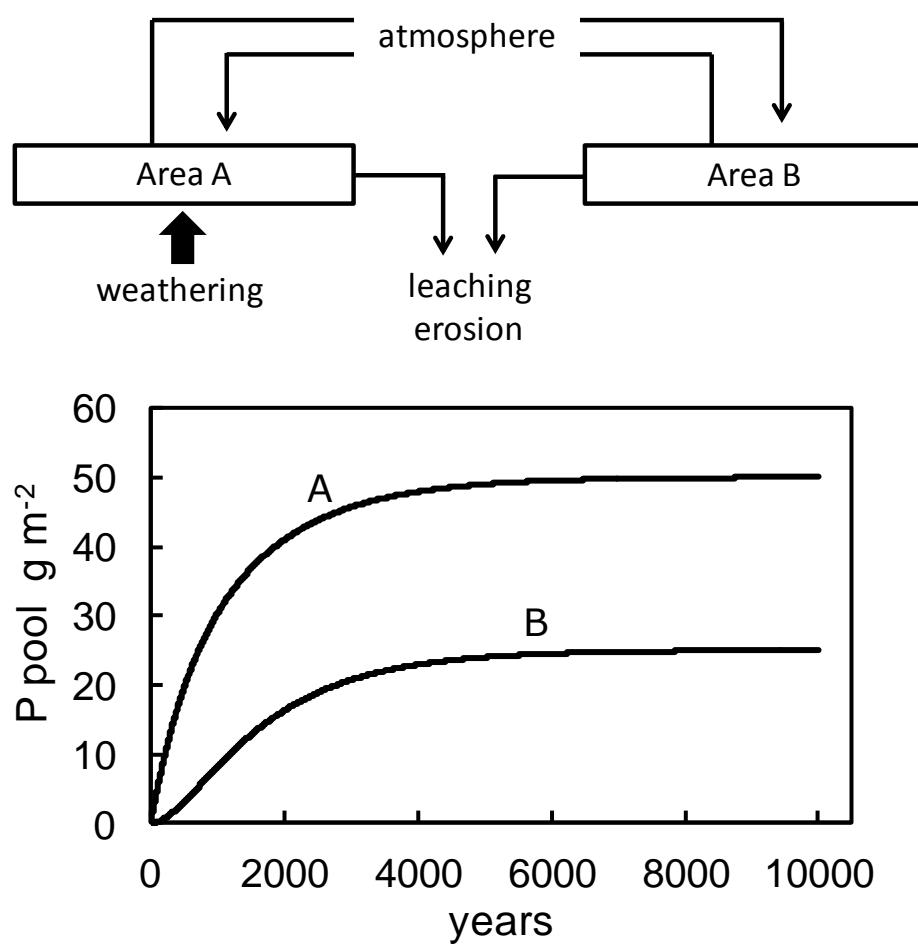 atmosphere
Area A
Area B
weathering
leaching
erosion
60
50
40
30
20
10
0
P pool g m-2
A
B
0 2000 4000 6000 8000 10000
years